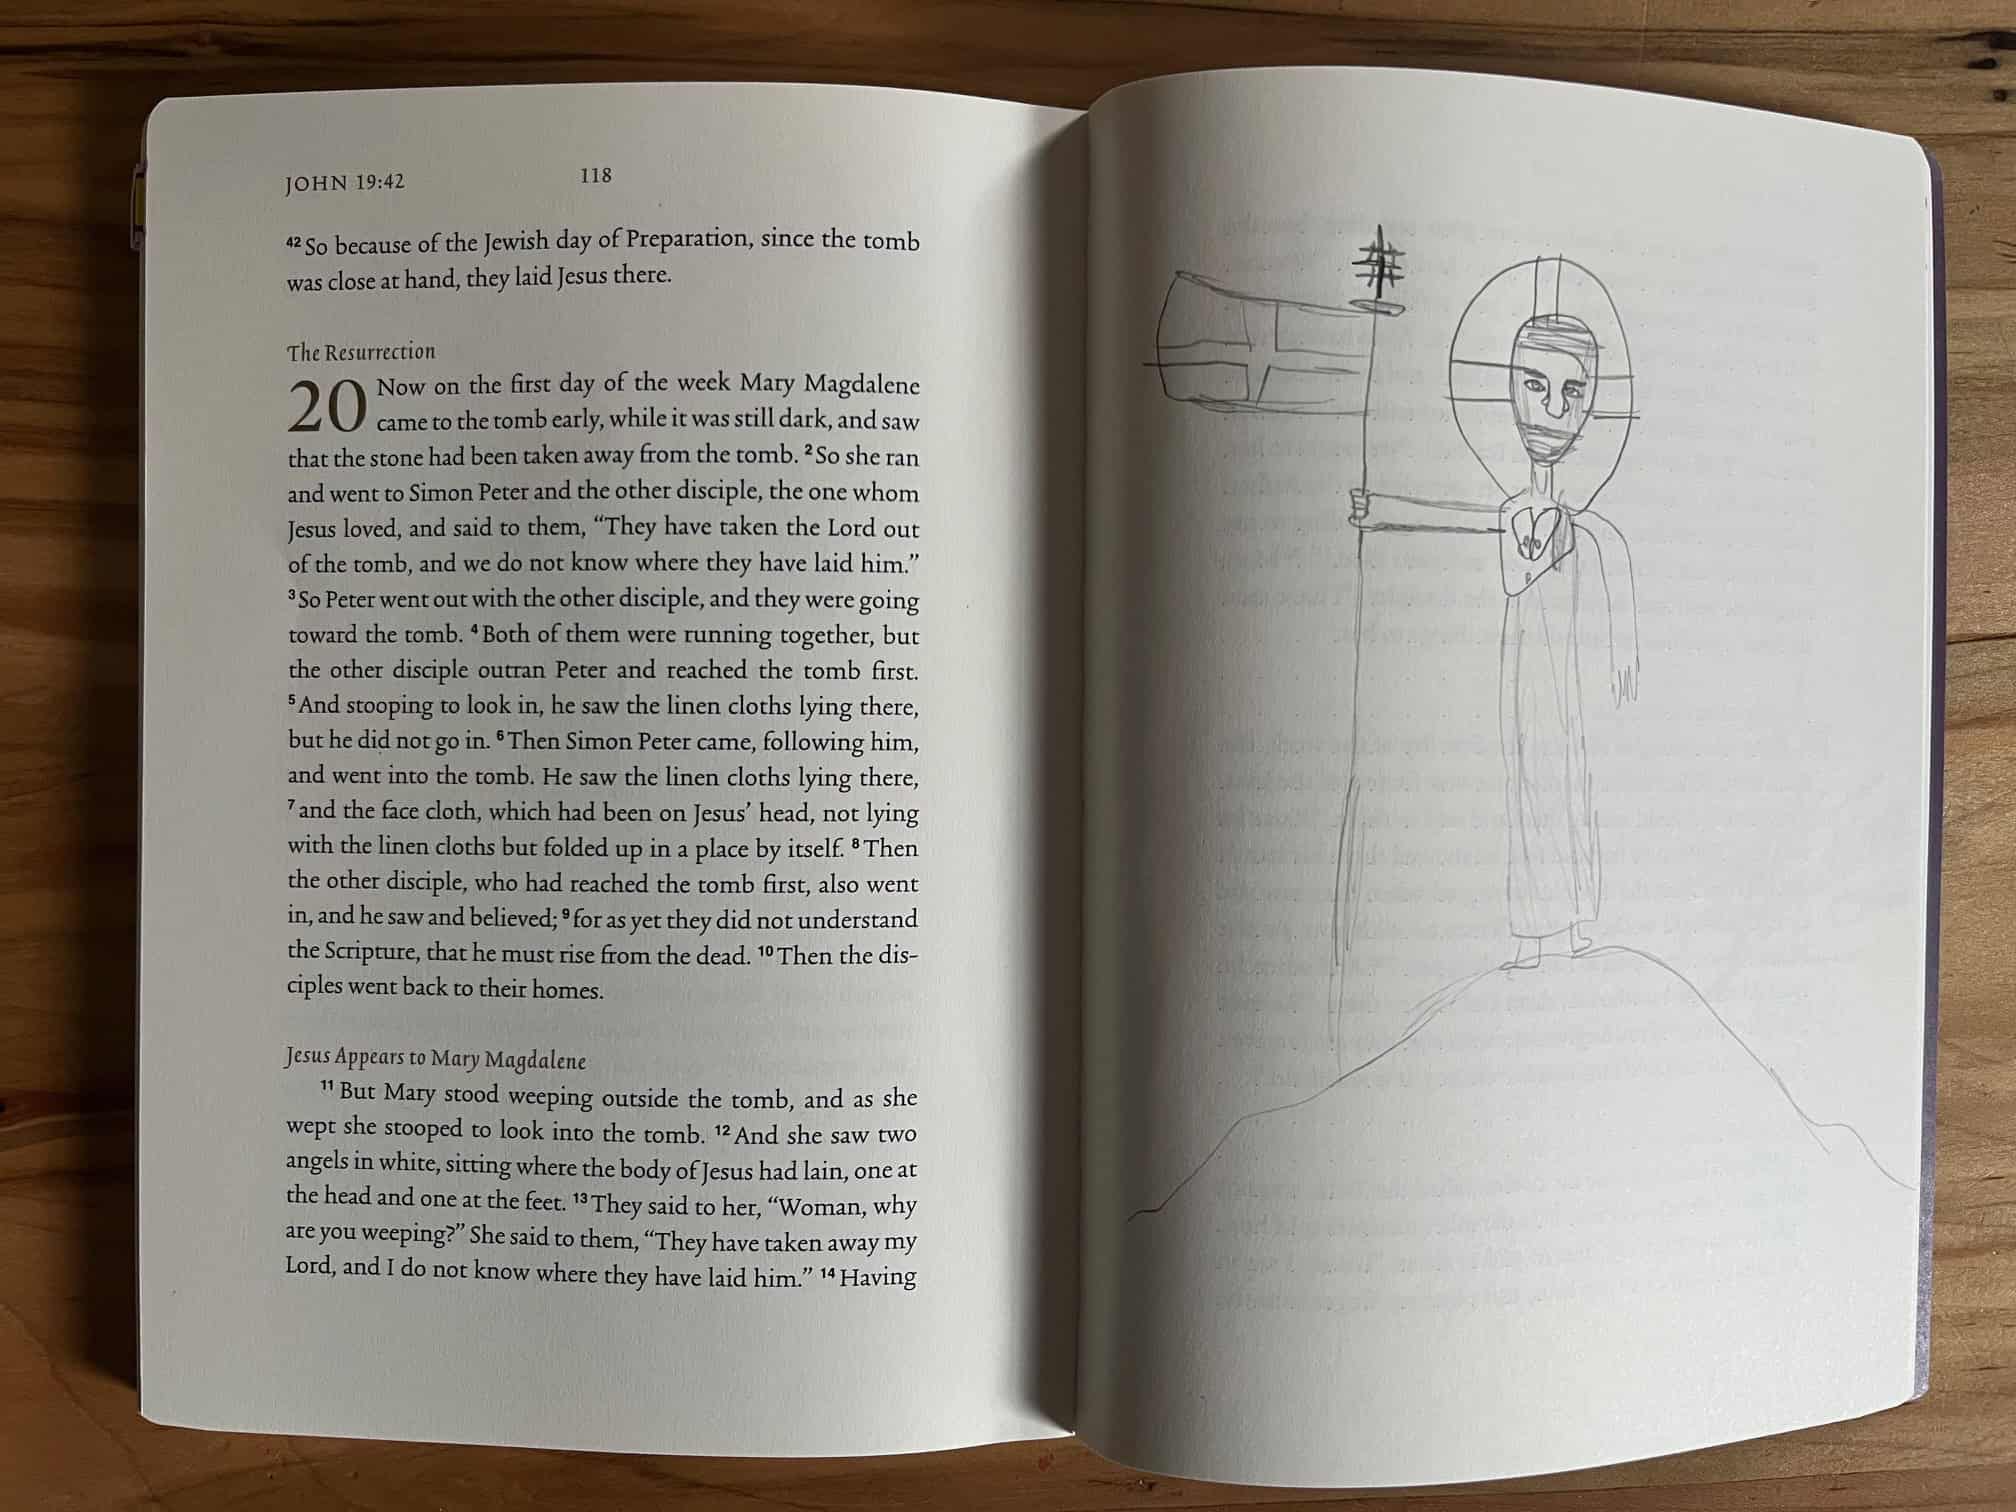 JOHN 19:42 118
42 So because of the Jewish day of Preparation, since the tomb
was close at hand, they laid Jesus there.
The Resurrection
20 Now on the first day of the week Mary Magdalene
came to the tomb early, while it was still dark, and saw
that the stone had been taken away from the tomb. 2 So she ran
and went to Simon Peter and the other disciple, the one whom
Jesus loved, and said to them, “They have taken the Lord out
of the tomb, and we do not know where they have laid him.”
3 So Peter went out with the other disciple, and they were going
toward the tomb. 4 Both of them were running together, but
the other disciple outran Peter and reached the tomb first.
5 And stooping to look in, he saw the linen cloths lying there,
but he did not go in. 6 Then Simon Peter came, following him,
and went into the tomb. He saw the linen cloths lying there,
7 and the face cloth, which had been on Jesus’ head, not lying
with the linen cloths but folded up in a place by itself. 8 Then
the other disciple, who had reached the tomb first, also went
in, and he saw and believed; 9 for as yet they did not understand
the Scripture, that he must rise from the dead. 10 Then the dis-
ciples went back to their homes.
Jesus Appears to Mary Magdalene
11 But Mary stood weeping outside the tomb, and as she
wept she stooped to look into the tomb. 12 And she saw two
angels in white, sitting where the body of Jesus had lain, one at
the head and one at the feet. 13 They said to her, “Woman, why
are you weeping?” She said to them, “They have taken away my
Lord, and I do not know where they have laid him.” 14 Having